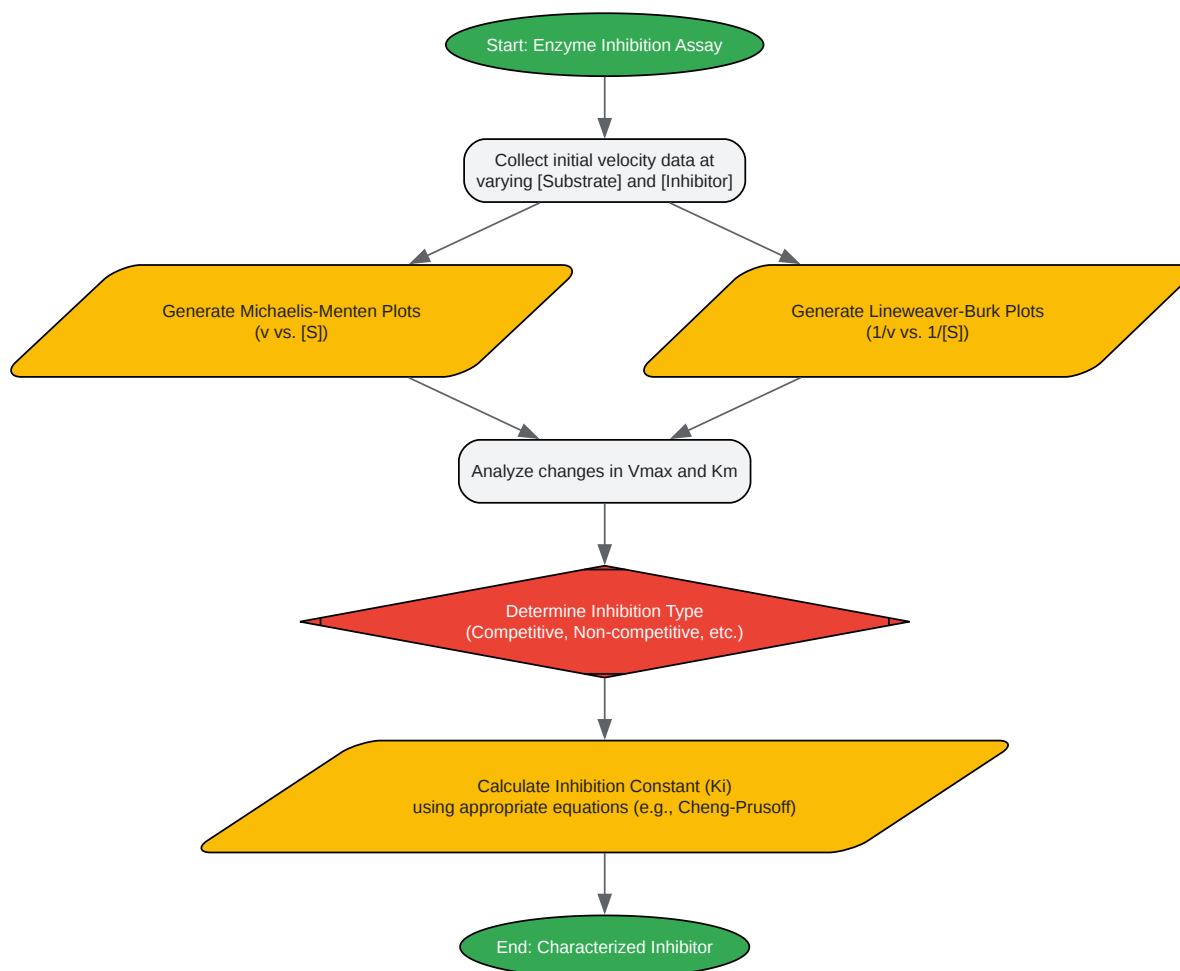 Start: Enzyme Inhibition Assay
Collect initial velocity data at
varying [Substrate] and [Inhibitor]
Generate Michaelis-Menten Plots
(v vs. [S])
Generate Lineweaver-Burk Plots
(1/v vs. 1/[S])
Analyze changes in Vmax and Km
Determine Inhibition Type
(Competitive, Non-competitive, etc.)
Calculate Inhibition Constant (Ki)
using appropriate equations (e.g., Cheng-Prusoff)
End: Characterized Inhibitor